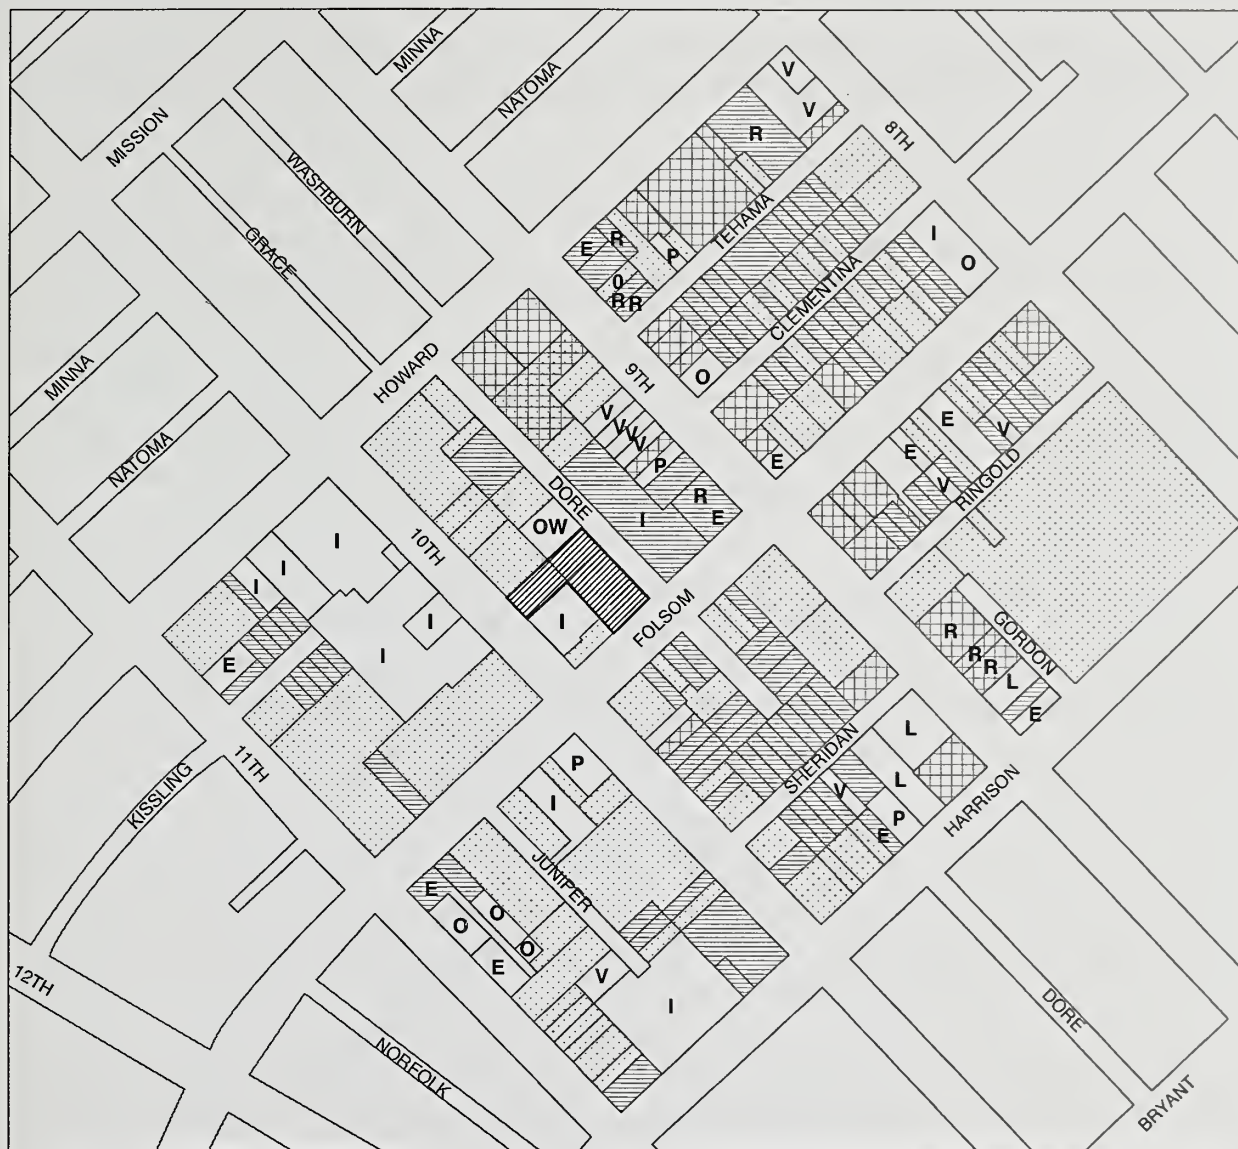 MINNA
NATOMA
MISSION
WASHBURN
GRACE
V
V
R
8TH
TEHAMA
E
R
P
O
R
R
I
O
CLEMENTINA
MINNA
HOWARD
9TH
O
NATOMA
V
V
V
V
P
E
E
E
V
V
RINGOLD
R
E
DORE
I
OW
10TH
I
I
I
I
I
I
E
FOLSOM
GORDON
R
R
R
L
E
KISSLING
11TH
P
I
SHERIDAN
L
L
V
P
E
HARRISON
JUNIPER
E
O
O
O
E
V
I
12TH
NORFOLK
DORE
BRYANT